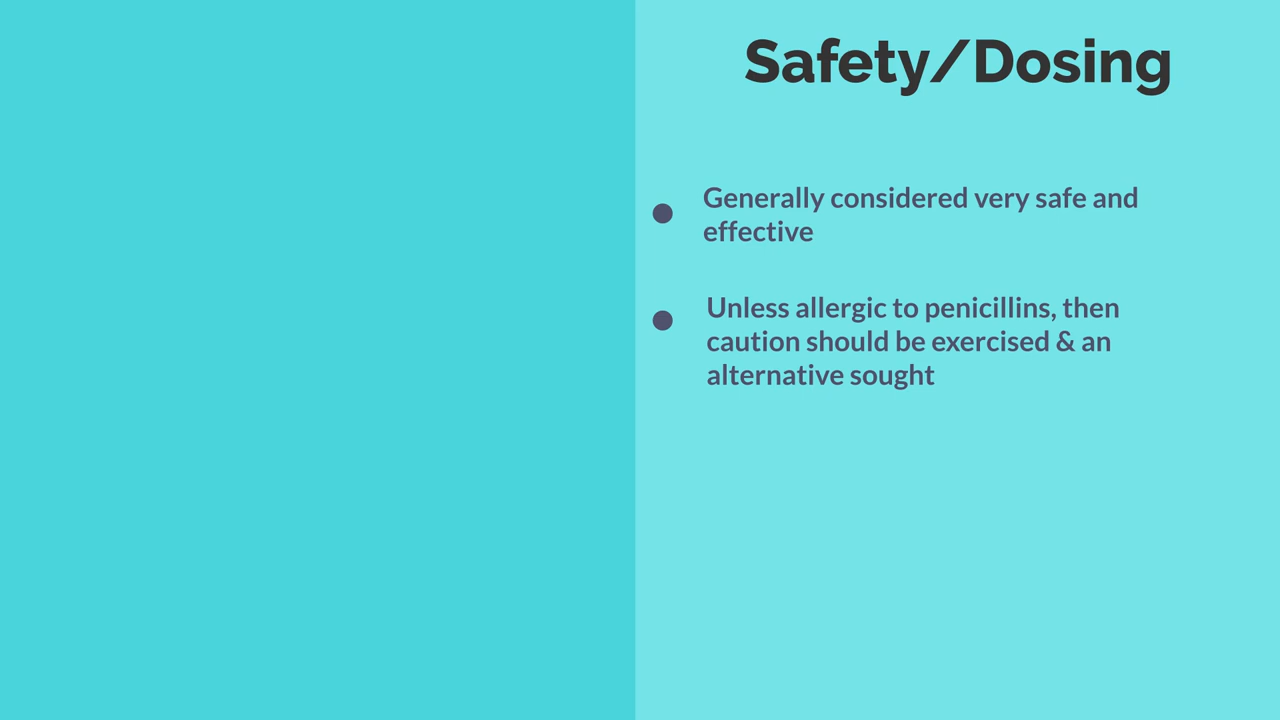 Safety/Dosing
Generally considered very safe and
effective
Unless allergic to penicillins, then
caution should be exercised & an
alternative sought